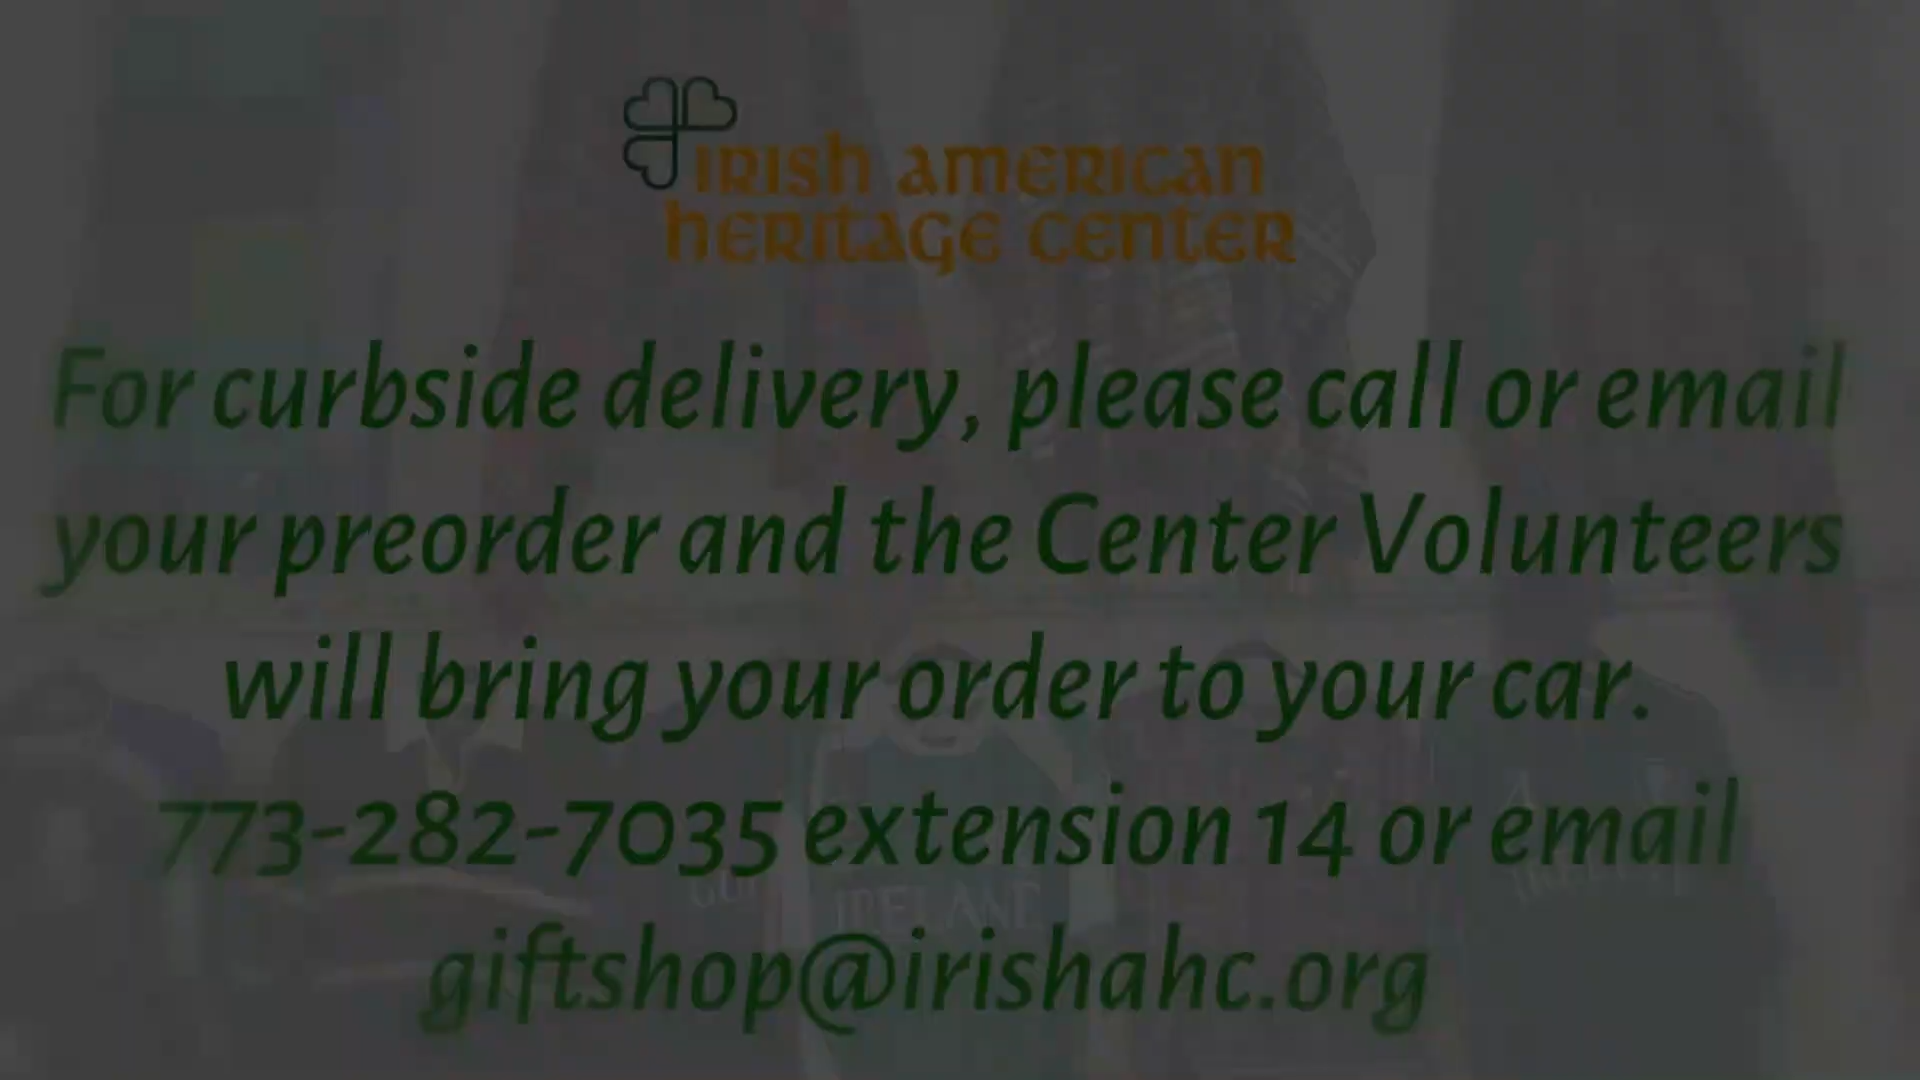 IRISH AMERICAN
HERITAGE CENTER
For curbside delivery, please call or email
your preorder and the Center Volunteers
will bring your order to your car.
773-282-7035 extension 14 or email
IRELAND
giftshop@irishahc.org